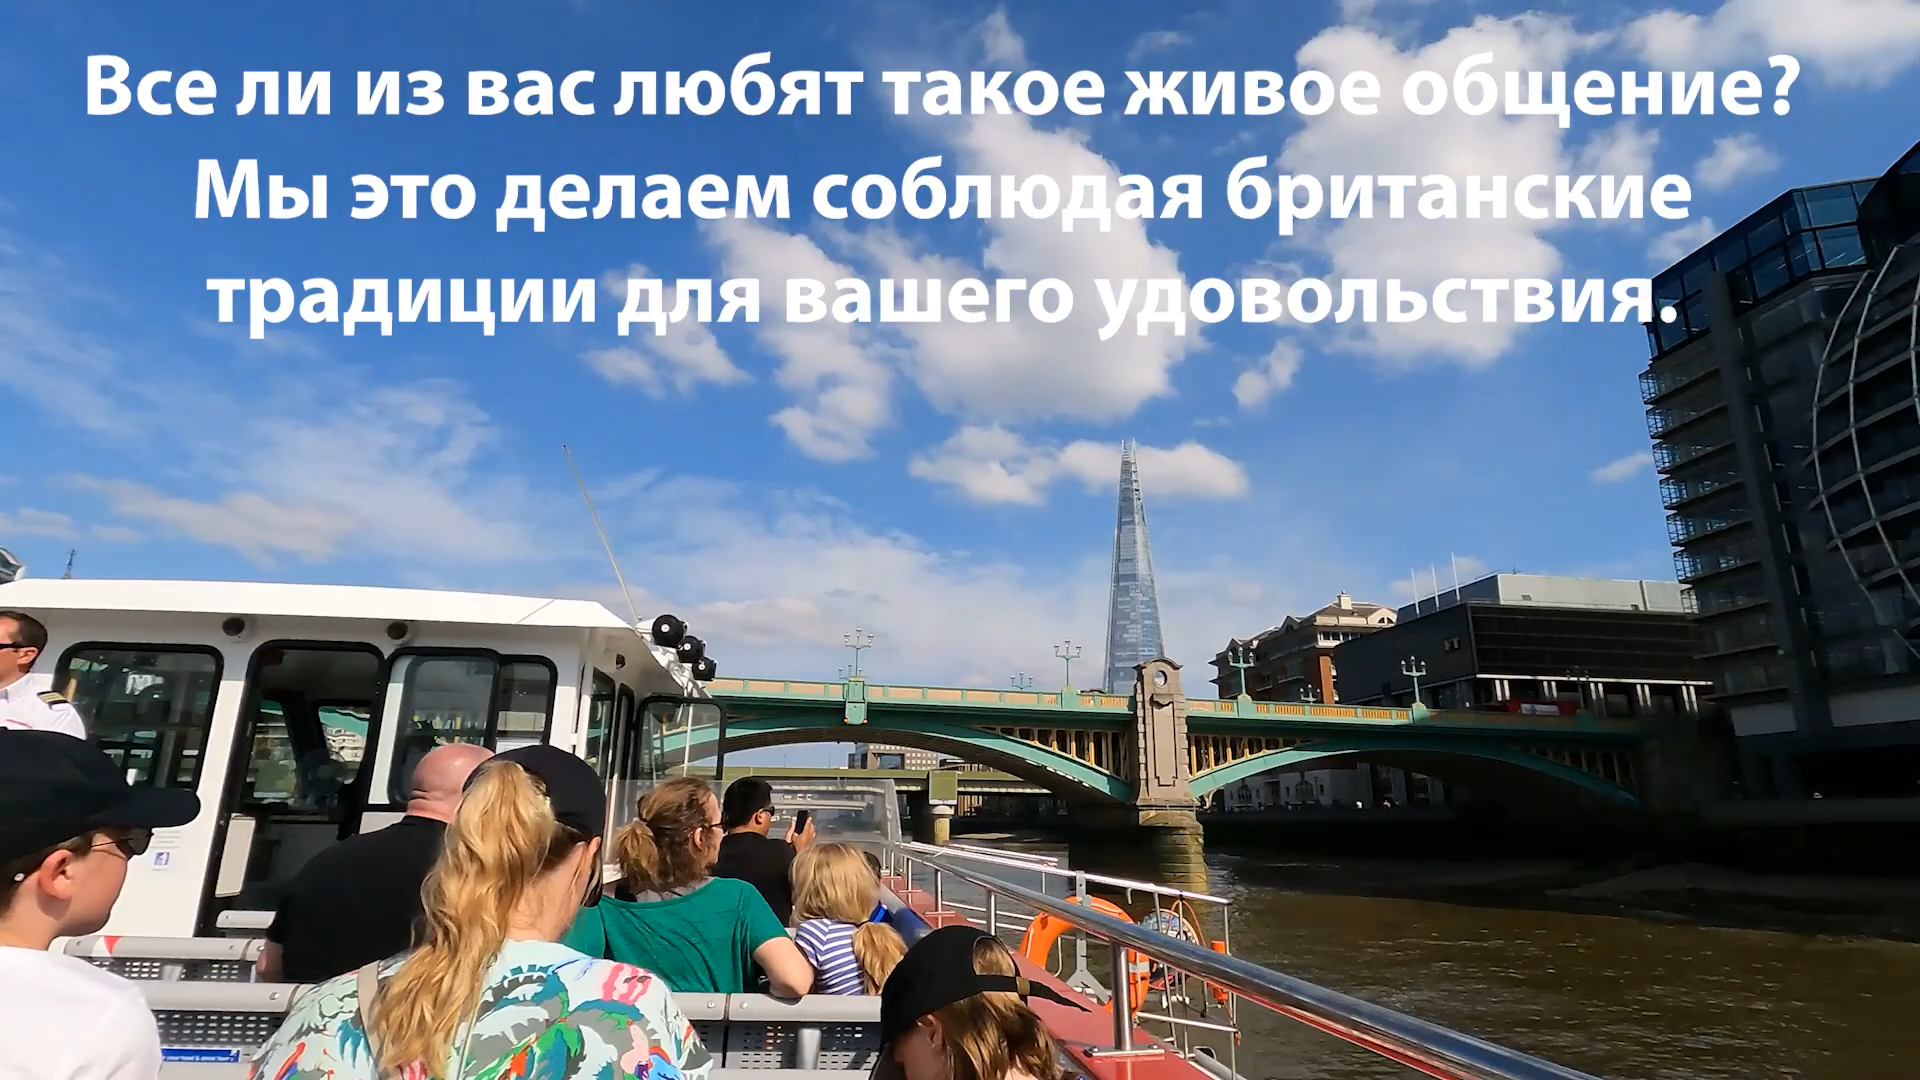 Все ли из вас любят такое живое общение?
Мы это делаем соблюдая британские
традиции для вашего удовольствия.